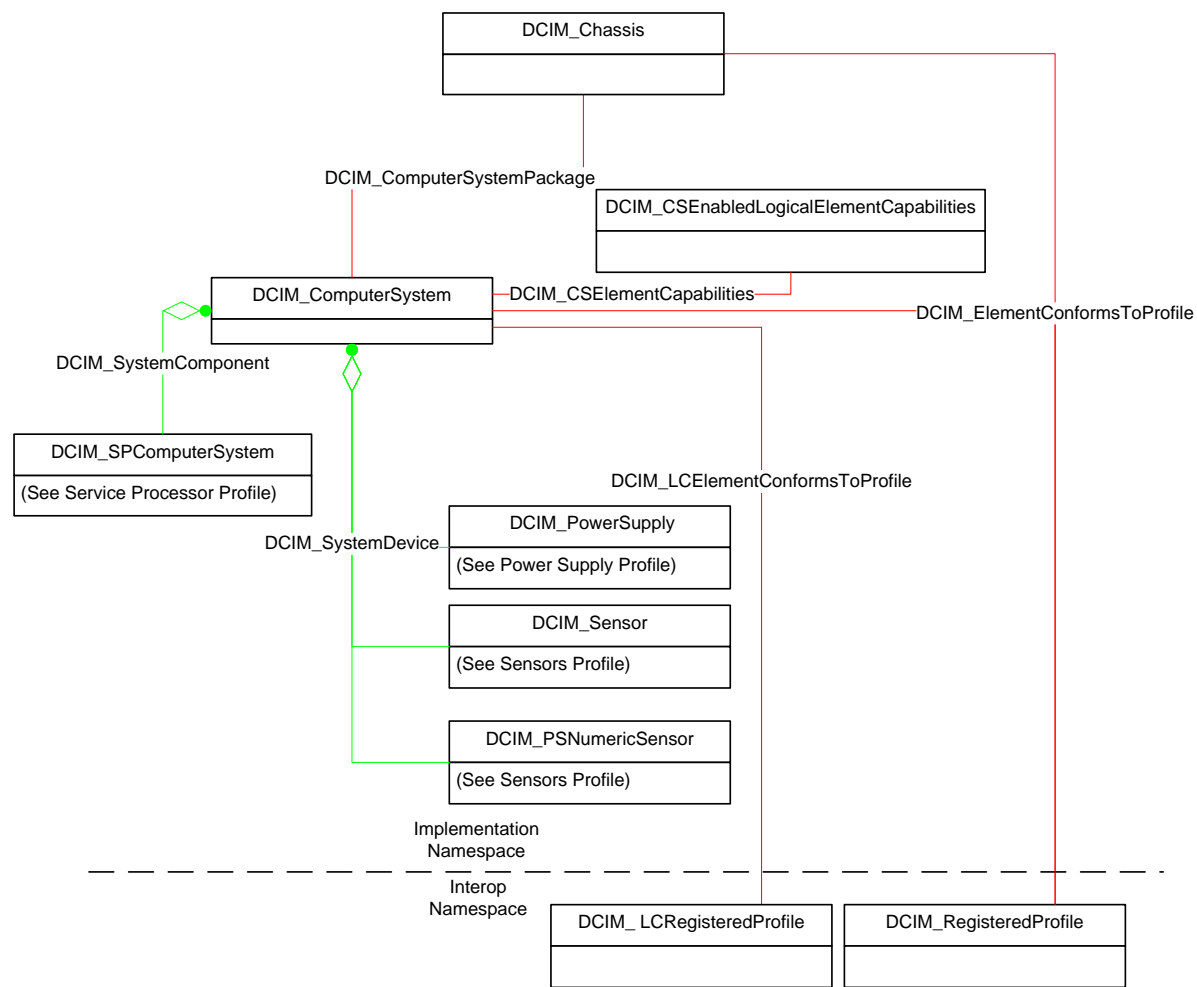 DCIM_Chassis
DCIM_ComputerSystemPackage
DCIM_CSEnabledLogicalElementCapabilities
DCIM_ComputerSystem
DCIM_CSElementCapabilities
DCIM_ElementConformsToProfile
DCIM_SystemComponent
DCIM_SPComputerSystem
(See Service Processor Profile)
DCIM_LCElementConformsToProfile
DCIM_SystemDevice
DCIM_PowerSupply
(See Power Supply Profile)
DCIM_Sensor
(See Sensors Profile)
DCIM_PSNumericSensor
(See Sensors Profile)
Implementation
Namespace
Interop
Namespace
DCIM_ LCRegisteredProfile
DCIM_RegisteredProfile